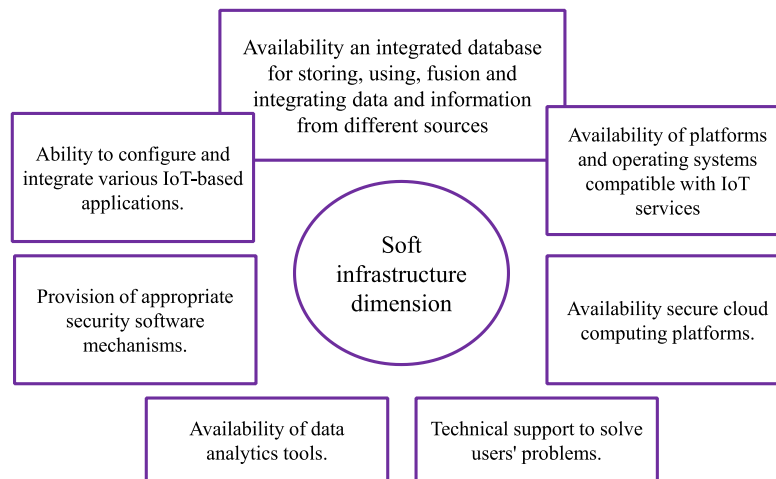 Availability an integrated database
for storing, using, fusion and
integrating data and information
from different sources
Ability to configure and
integrate various IoT-based
applications.
Availability of platforms
and operating systems
compatible with IoT
services
Soft
infrastructure
dimension
Provision of appropriate
security software
mechanisms.
Availability secure cloud
computing platforms.
Availability of data
analytics tools.
Technical support to solve
users' problems.